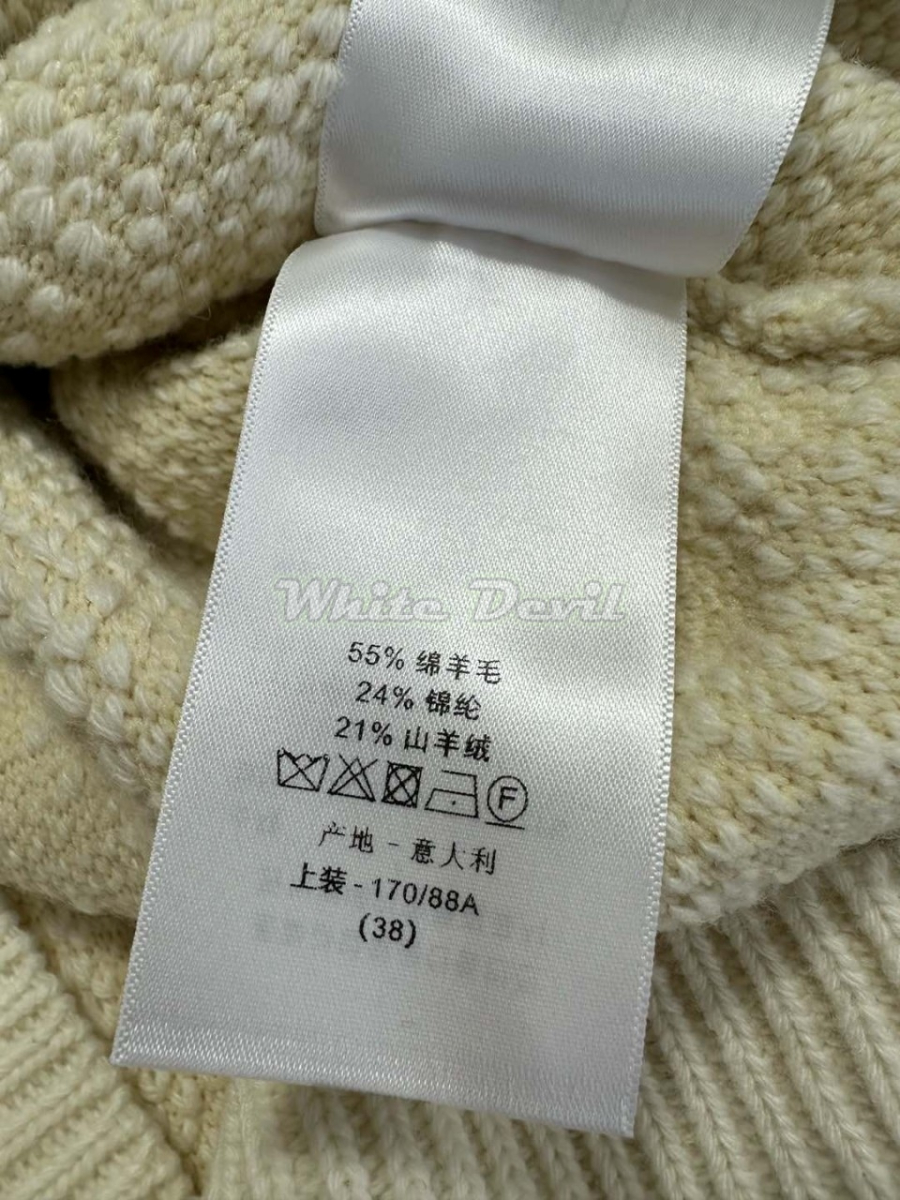 White Devil
55% 绵羊毛
24% 锦纶
21% 山羊绒
F
产地 - 意大利
上装 - 170/88A
(38)